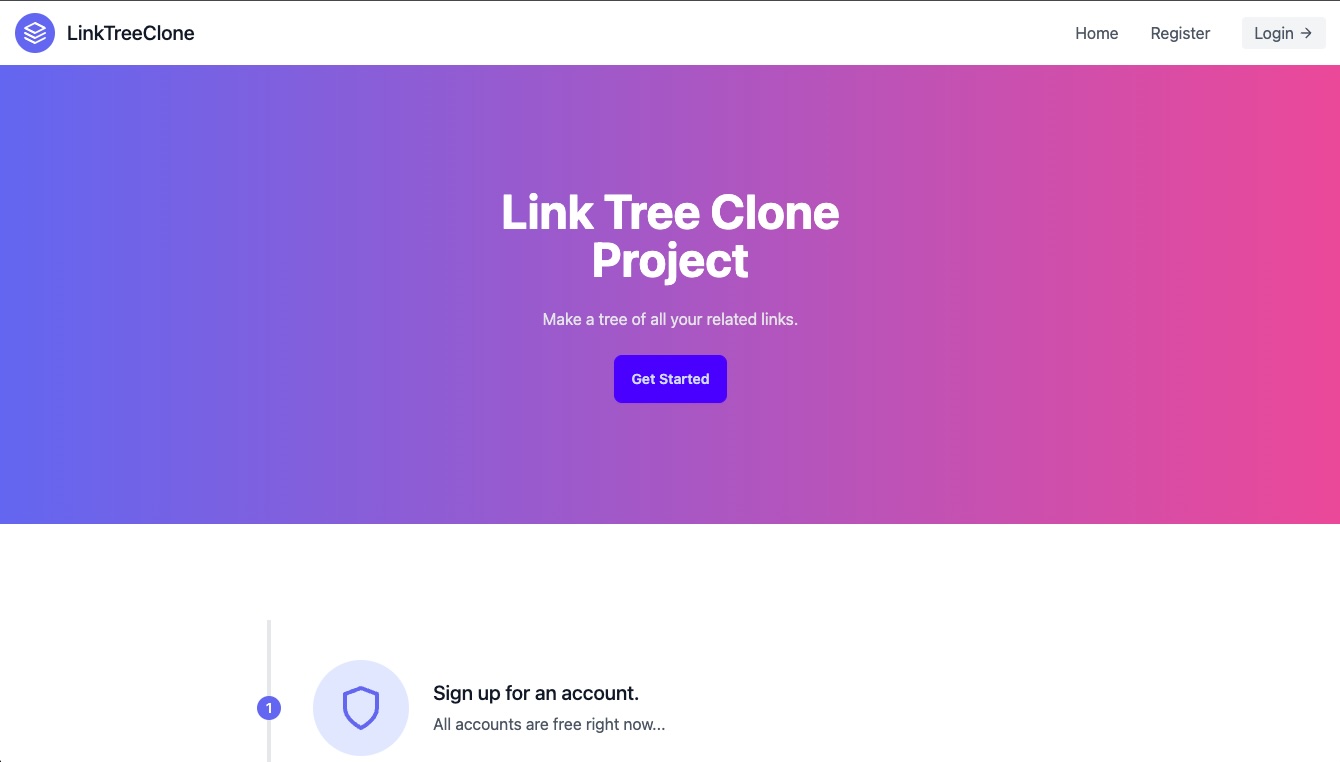 LinkTreeClone
Home
Register
Login →
Link Tree Clone
Project
Make a tree of all your related links.
Get Started
1
Sign up for an account.
All accounts are free right now...